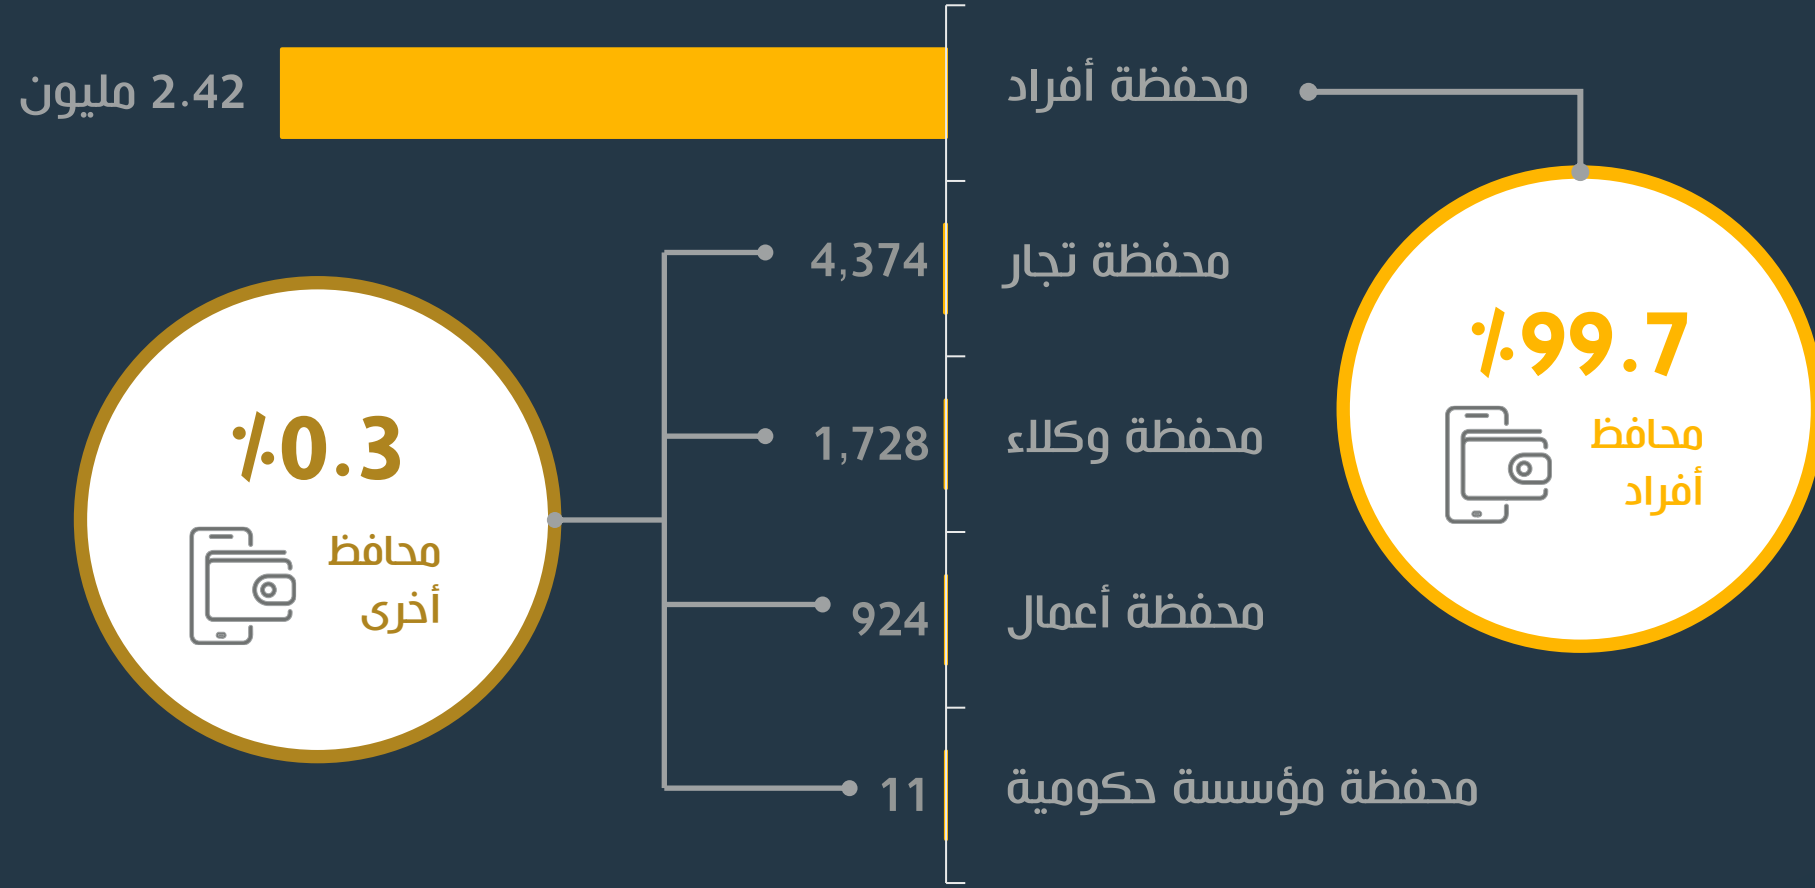 محفظة أفراد
2.42 مليون
محفظة تجار
4,374
محفظة وكلاء
1,728
محفظة أعمال
924
محفظة مؤسسة حكومية
11
٪99.7
محافظ
أفراد
٪0.3
محافظ
أخرى